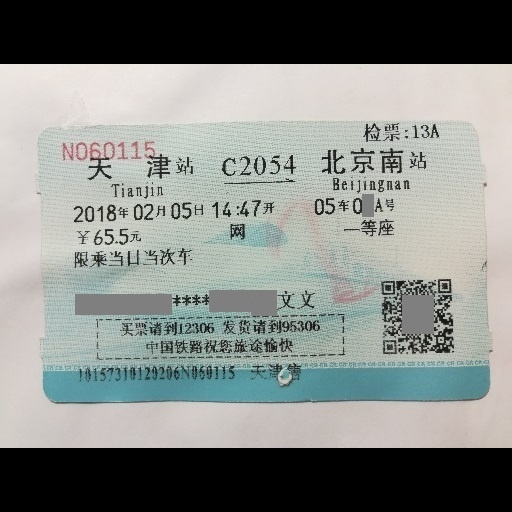 检票:13A
N060115
天津站 C2054 北京南站
Tianjin Beijingnan
2018年02月05日14:47开 05车0 A号
￥65.5元 网 一等座
限乘当日当次车
****文文
买票请到12306 发货请到95306
中国铁路祝您旅途愉快
10157310120206N060115 天津售